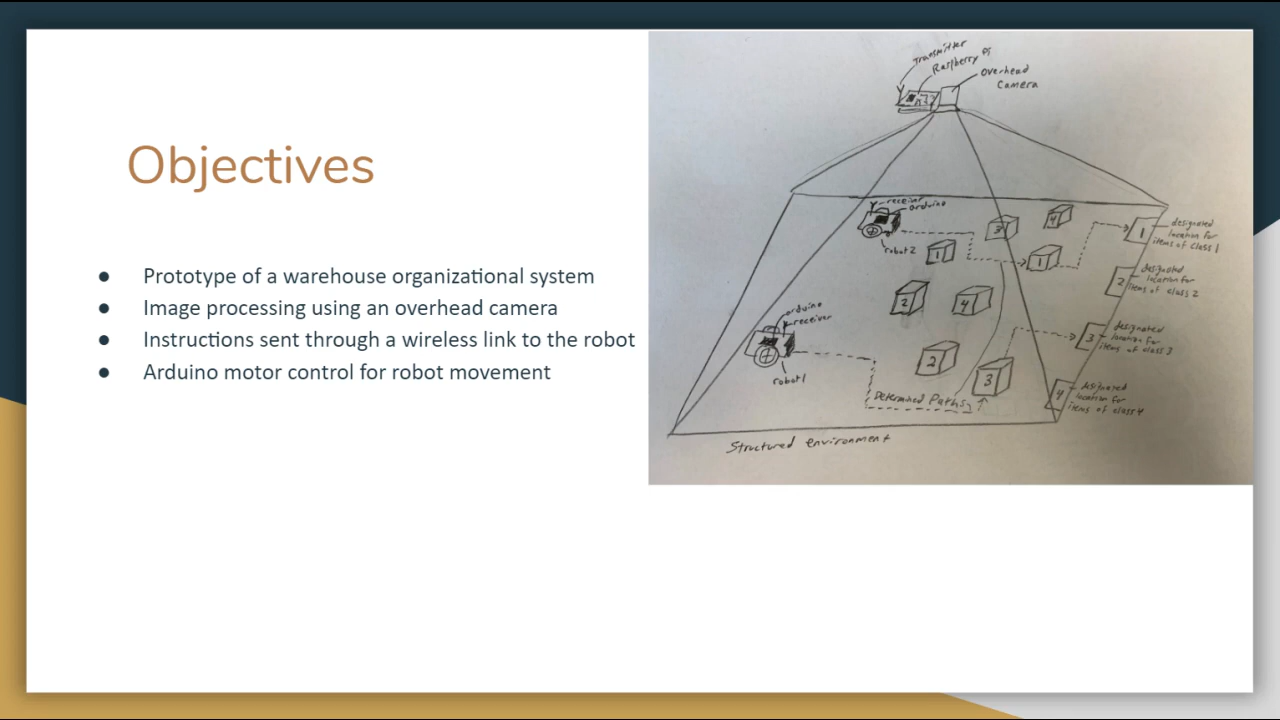 Objectives
● Prototype of a warehouse organizational system
● Image processing using an overhead camera
● Instructions sent through a wireless link to the robot
● Arduino motor control for robot movement
Transmitter
Raspberry Pi
Overhead
Camera
receiver
arduino
robot2
3
4
1
1
2
4
arduino
receiver
robot1
2
3
Determined Paths
1
designated
location for
items of class 1
2
designated
location for
items of class 2
3
designated
location for
items of class 3
4
designated
location for
items of class 4
Structured environment